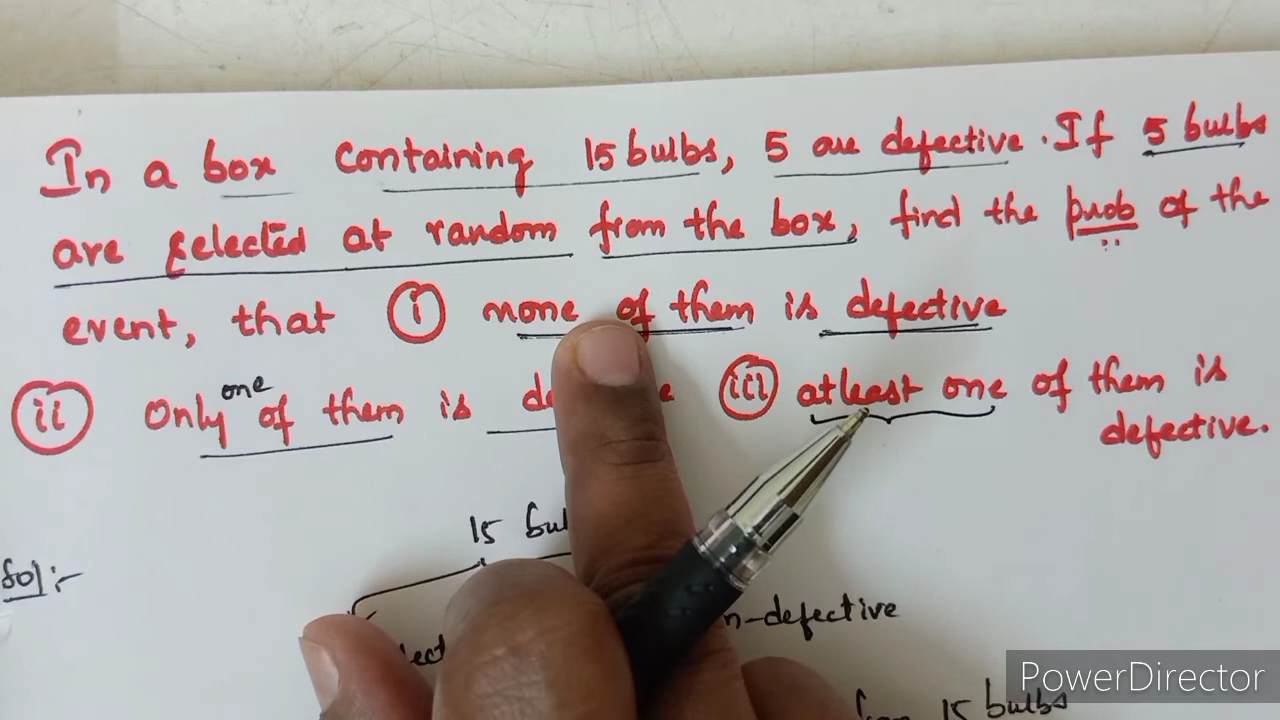 In a box containing 15 bulbs, 5 are defective. If 5 bulbs
are selected at random from the box, find the prob of the
event, that (i) none of them is defective
(ii) Only one of them is (iii) atleast one of them is
defective.
15
Sol:-
n-defective
from 15 bulbs
PowerDirector